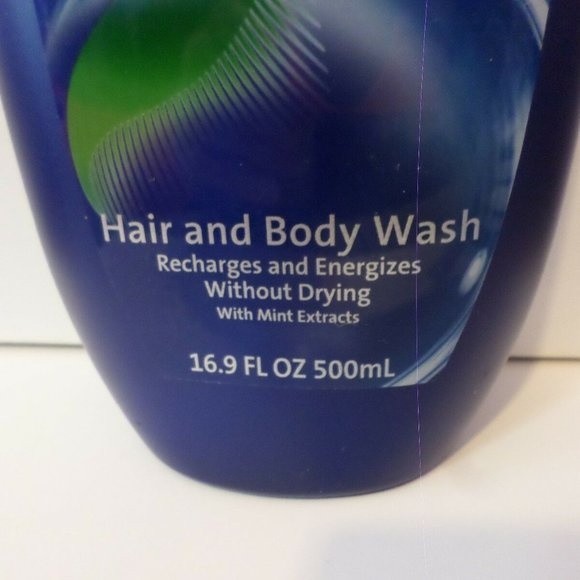 Hair and Body Wash
Recharges and Energizes
Without Drying
With Mint Extracts
16.9 FL OZ 500mL